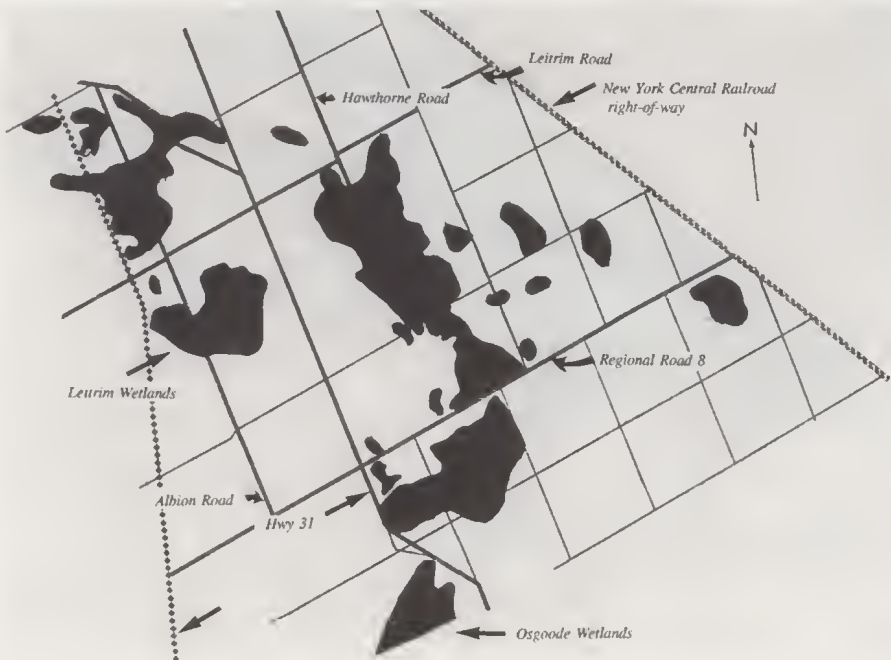 Leitrim Road
Hawthorne Road
New York Central Railroad
right-of-way
N
Regional Road 8
Leitrim Wetlands
Albion Road
Hwy 31
Osgoode Wetlands